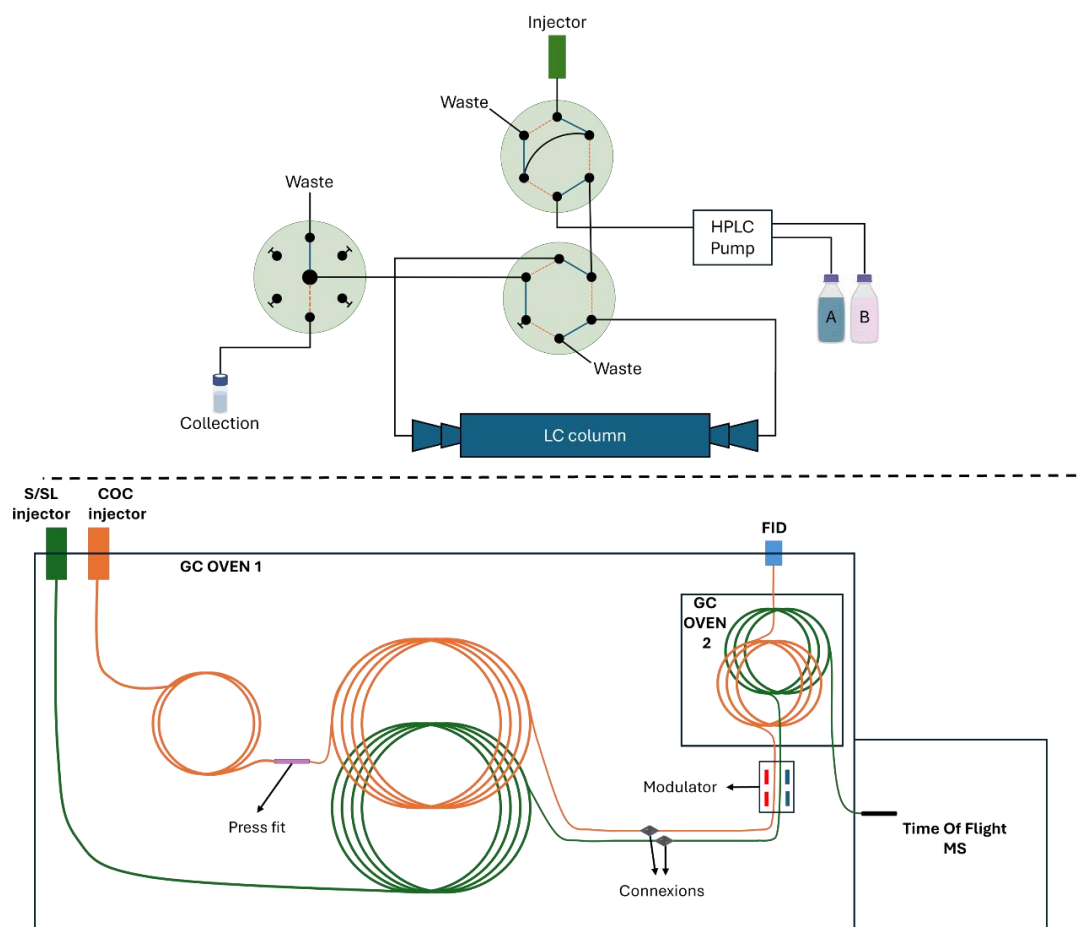 Injector
Waste
Waste
HPLC
Pump
A
B
Waste
Collection
LC column
S/SL
injector
COC
injector
GC OVEN 1
FID
GC
OVEN
2
Modulator
Press fit
Connexions
Time Of Flight
MS